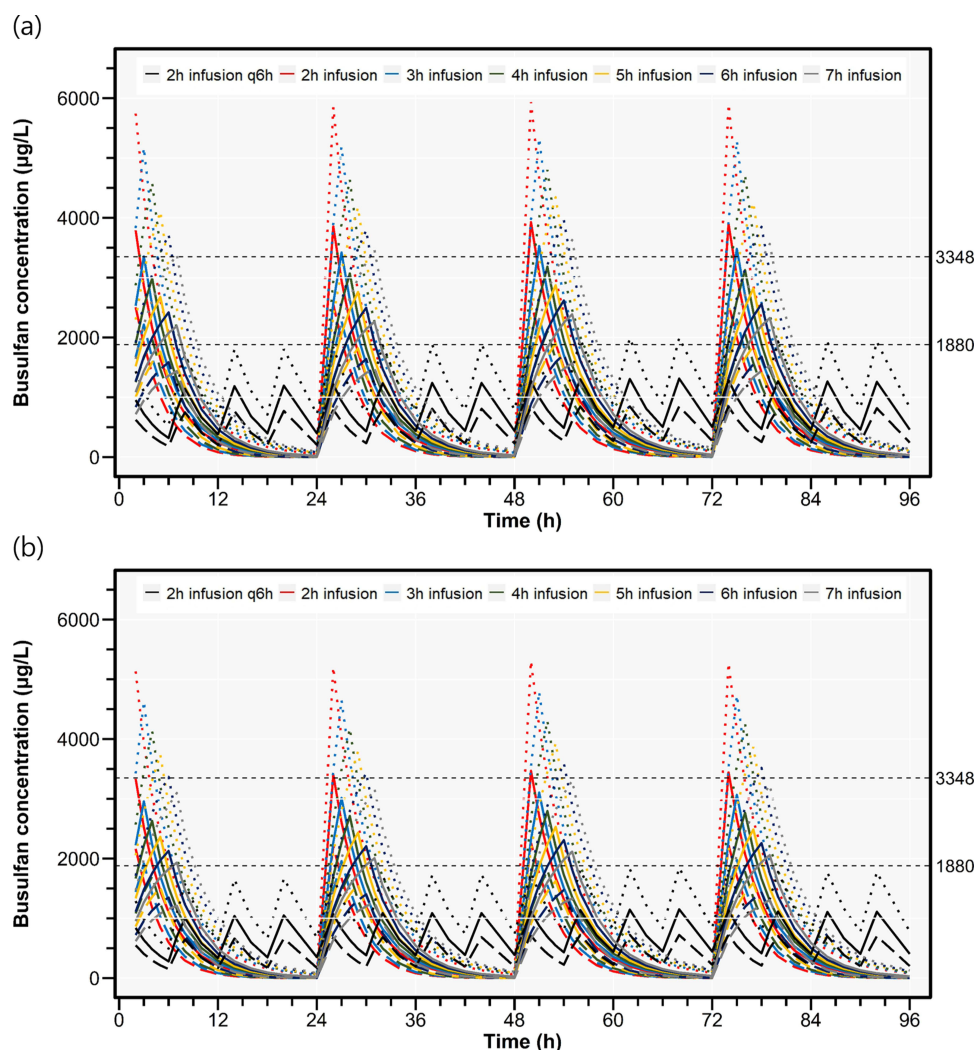 (a)
2h infusion q6h 2h infusion 3h infusion 4h infusion 5h infusion 6h infusion 7h infusion
6000
4000
2000
0
3348
1880
Busulfan concentration (µg/L)
0 12 24 36 48 60 72 84 96
Time (h)
(b)
2h infusion q6h 2h infusion 3h infusion 4h infusion 5h infusion 6h infusion 7h infusion
6000
4000
2000
0
3348
1880
Busulfan concentration (µg/L)
0 12 24 36 48 60 72 84 96
Time (h)